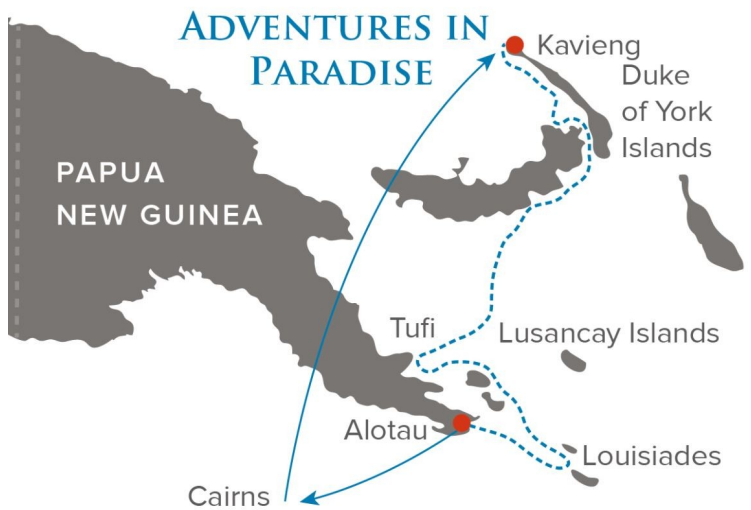 ADVENTURES IN
PARADISE
Kavieng
Duke
of York
Islands
PAPUA
NEW GUINEA
Tufi
Lusancay Islands
Alotau
Louisiades
Cairns